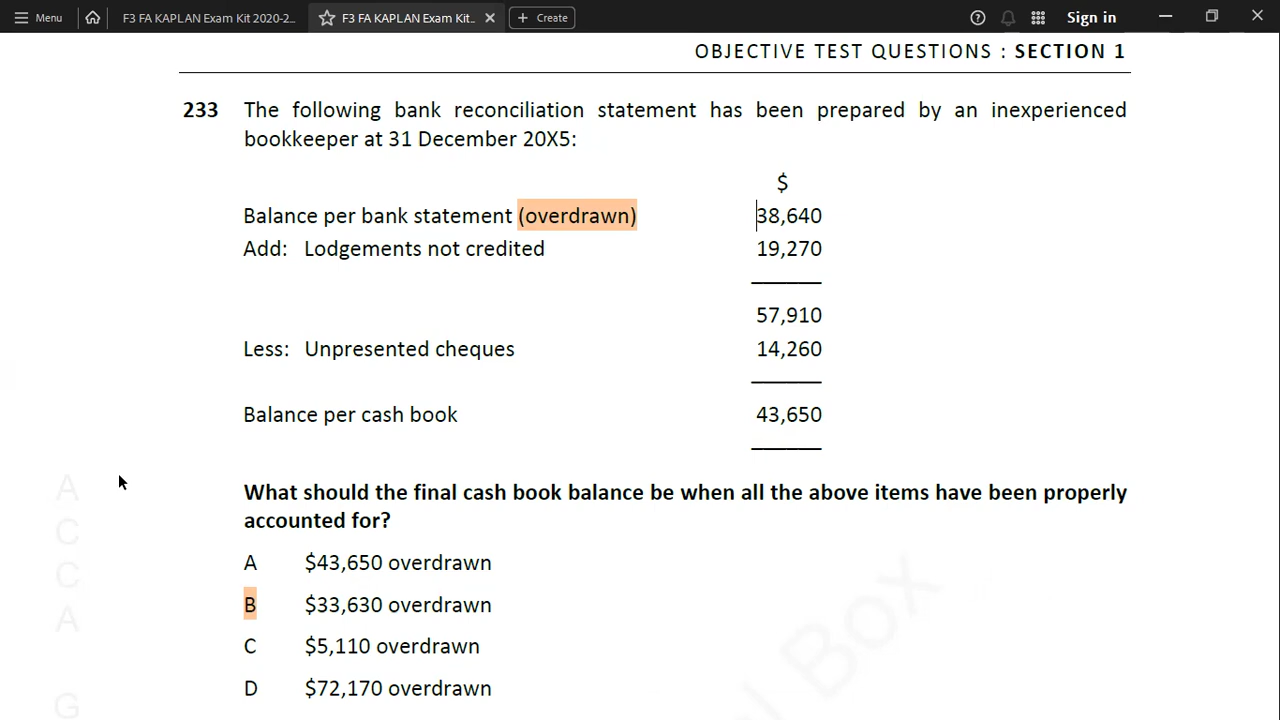 Menu F3 FA KAPLAN Exam Kit 2020-2... F3 FA KAPLAN Exam Kit... Create Sign in
OBJECTIVE TEST QUESTIONS : SECTION 1
233 The following bank reconciliation statement has been prepared by an inexperienced
bookkeeper at 31 December 20X5:
$
Balance per bank statement (overdrawn) 38,640
Add: Lodgements not credited 19,270
57,910
Less: Unpresented cheques 14,260
Balance per cash book 43,650
What should the final cash book balance be when all the above items have been properly
accounted for?
A $43,650 overdrawn
B $33,630 overdrawn
C $5,110 overdrawn
D $72,170 overdrawn
A
C
C
A
G
Box